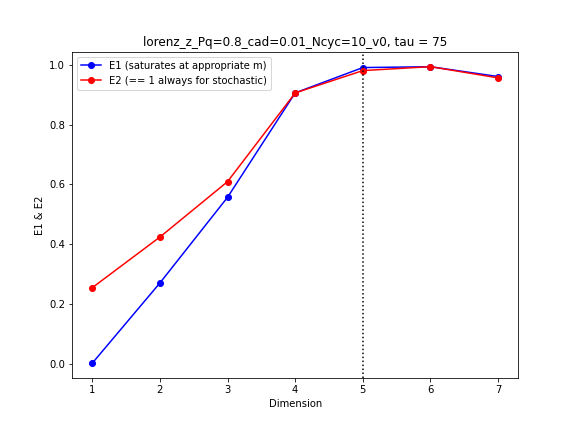 lorenz_z_Pq=0.8_cad=0.01_Ncyc=10_v0, tau = 75
E1 (saturates at appropriate m)
E2 (== 1 always for stochastic)
1.0
0.8
0.6
0.4
0.2
0.0
E1 & E2
1 2 3 4 5 6 7
Dimension